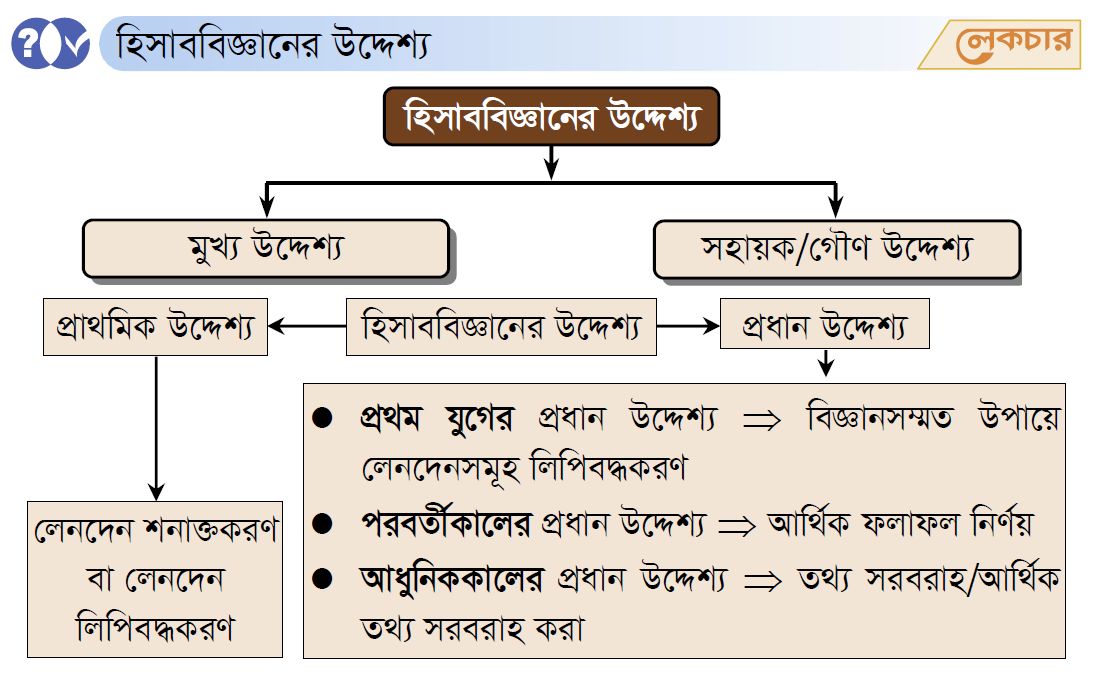 হিসাববিজ্ঞানের উদ্দেশ্য
লেকচার
হিসাববিজ্ঞানের উদ্দেশ্য
মুখ্য উদ্দেশ্য
সহায়ক/গৌণ উদ্দেশ্য
প্রাথমিক উদ্দেশ্য
হিসাববিজ্ঞানের উদ্দেশ্য
প্রধান উদ্দেশ্য
● প্রথম যুগের প্রধান উদ্দেশ্য ⇒ বিজ্ঞানসম্মত উপায়ে
লেনদেনসমূহ লিপিবদ্ধকরণ
● পরবর্তীকালের প্রধান উদ্দেশ্য ⇒ আর্থিক ফলাফল নির্ণয়
● আধুনিককালের প্রধান উদ্দেশ্য ⇒ তথ্য সরবরাহ/আর্থিক
তথ্য সরবরাহ করা
লেনদেন শনাক্তকরণ
বা লেনদেন
লিপিবদ্ধকরণ